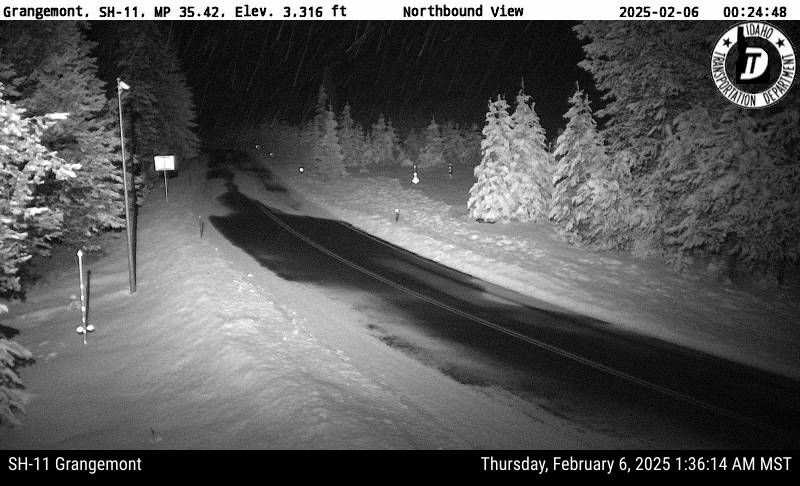 Grangemont, SH-11, MP 35.42, Elev. 3,316 ft Northbound View 2025-02-06 00:24:48
IDAHO
TRANSPORTATION DEPARTMENT
SH-11 Grangemont Thursday, February 6, 2025 1:36:14 AM MST